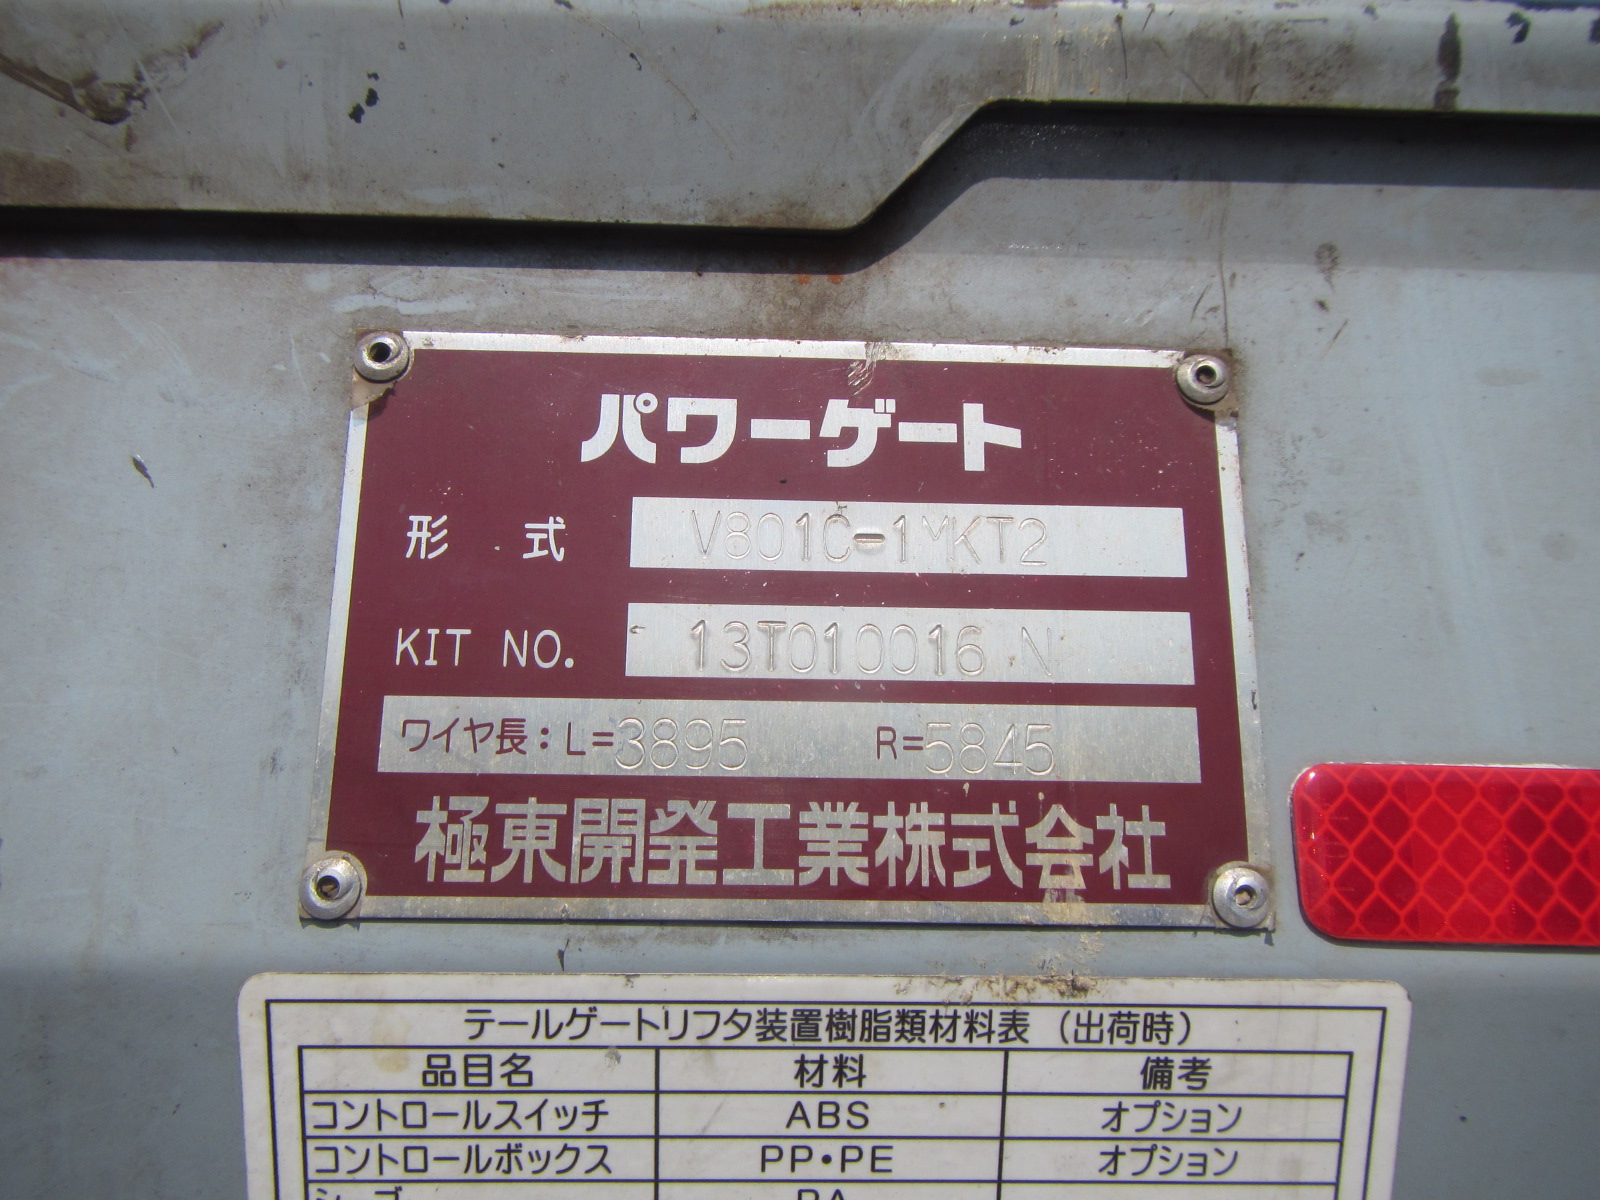 パワーゲート
形 式 V801C-1MKT2
KIT NO. 13T010016 N
ワイヤ長：L=3895 R=5845
極東開発工業株式会社
テールゲートリフタ装置樹脂類材料表（出荷時）
品目名 材料 備考
コントロールスイッチ ABS オプション
コントロールボックス PP・PE オプション